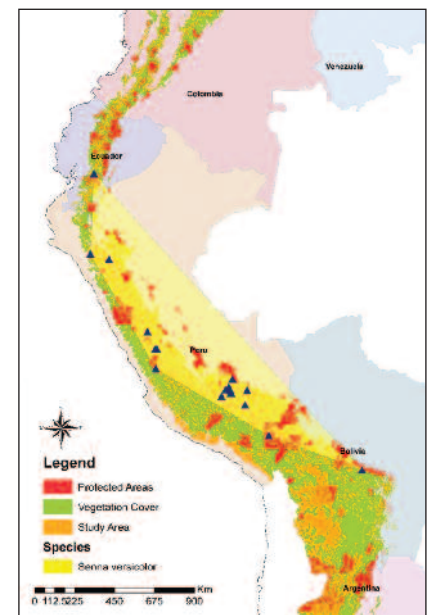 Venezuela
Colombia
Ecuador
Peru
Bolivia
Legend
Protected Areas
Vegetation Cover
Study Area
Species
Senna versicolor
Km
0 112.5225 450 675 900
Argentina